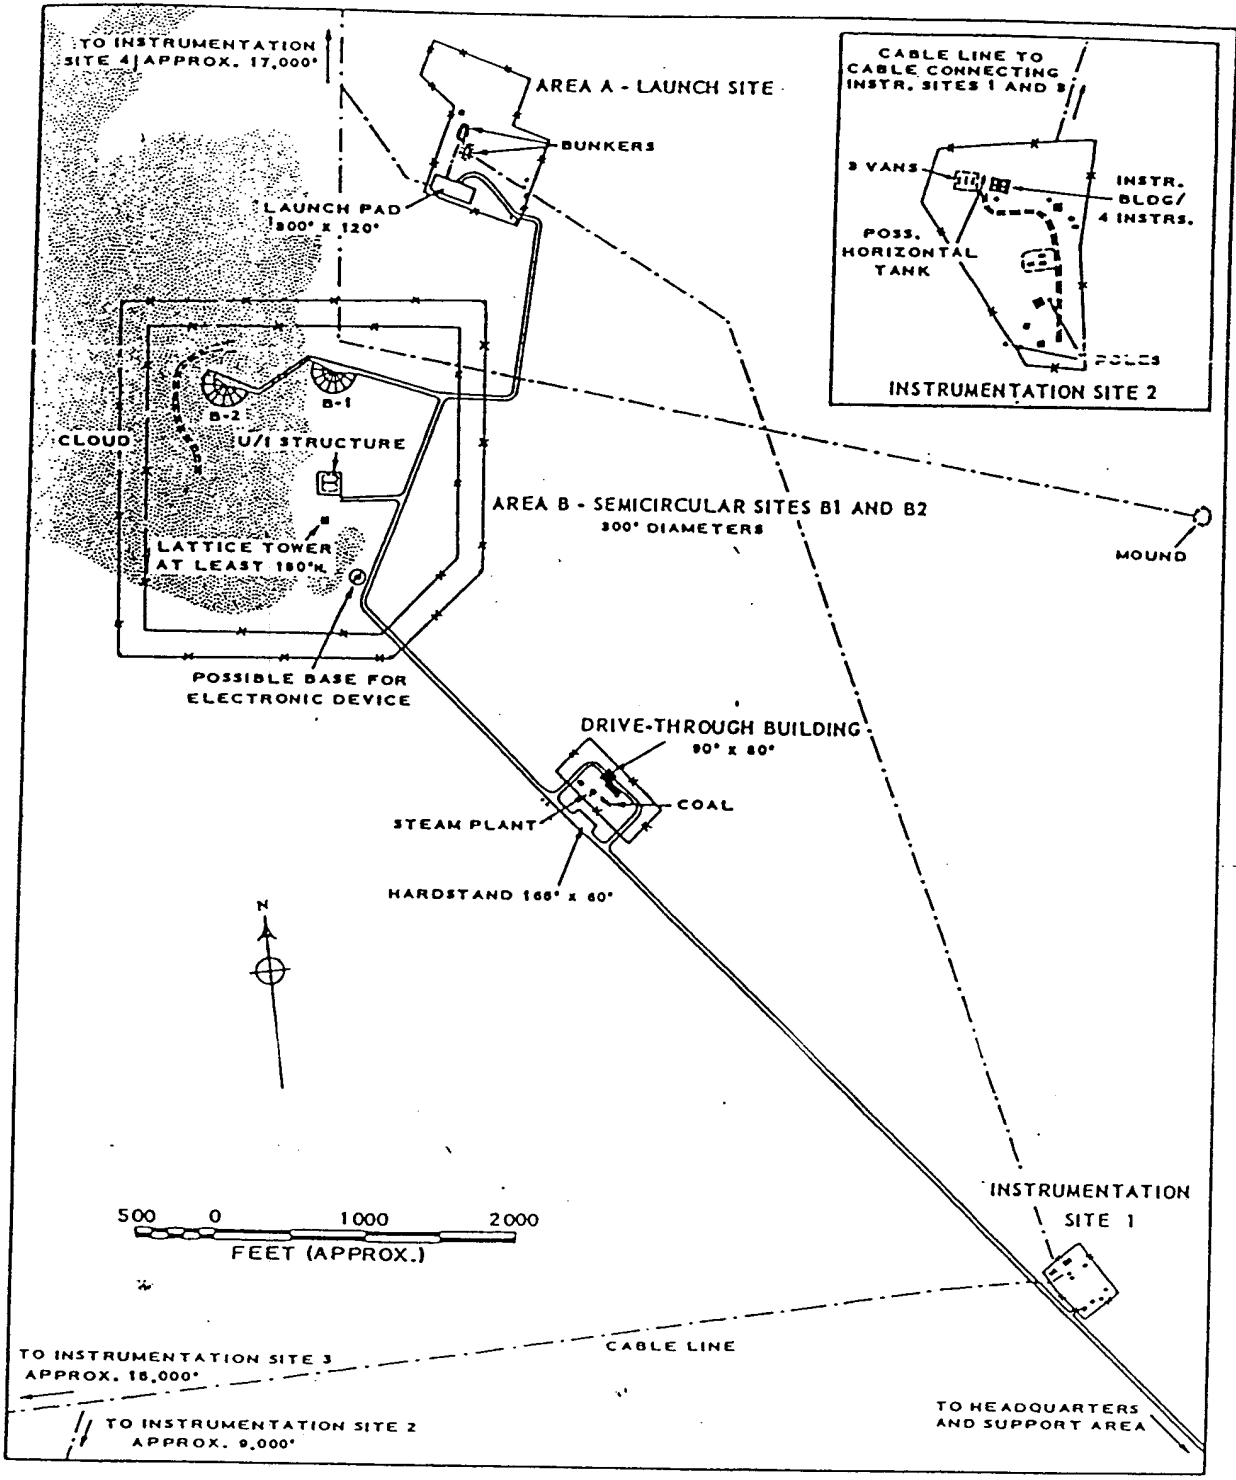 TO INSTRUMENTATION
SITE 4 APPROX. 17,000'
AREA A - LAUNCH SITE
BUNKERS
LAUNCH PAD
300' X 120'
CABLE LINE TO
CABLE CONNECTING
INSTR. SITES 1 AND 3
3 VANS
INSTR.
BLDG/
4 INSTRS.
POSS.
HORIZONTAL
TANK
POLES
INSTRUMENTATION SITE 2
B-2
B-1
CLOUD
U/I STRUCTURE
AREA B - SEMICIRCULAR SITES B1 AND B2
300' DIAMETERS
MOUND
LATTICE TOWER
AT LEAST 180'H.
POSSIBLE BASE FOR
ELECTRONIC DEVICE
DRIVE-THROUGH BUILDING
90' X 80'
COAL
STEAM PLANT
HARDSTAND 165' X 60'
N
INSTRUMENTATION
SITE 1
500 0 1000 2000
FEET (APPROX.)
CABLE LINE
TO INSTRUMENTATION SITE 3
APPROX. 15,000'
TO INSTRUMENTATION SITE 2
APPROX. 9,000'
TO HEADQUARTERS
AND SUPPORT AREA